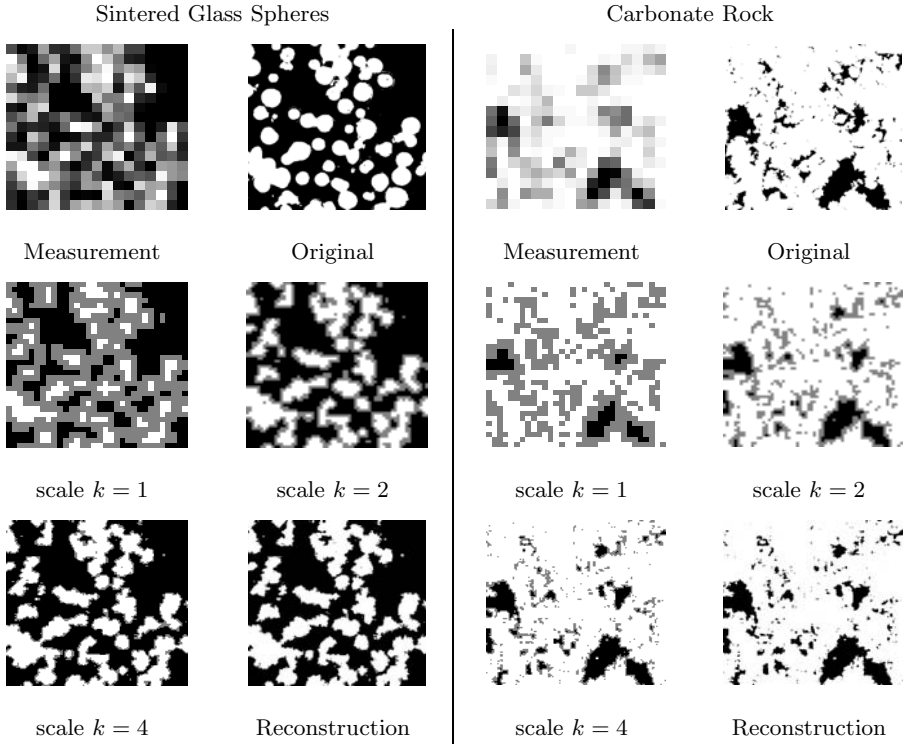 Sintered Glass Spheres
Measurement Original
scale k = 1 scale k = 2
scale k = 4 Reconstruction
Carbonate Rock
Measurement Original
scale k = 1 scale k = 2
scale k = 4 Reconstruction